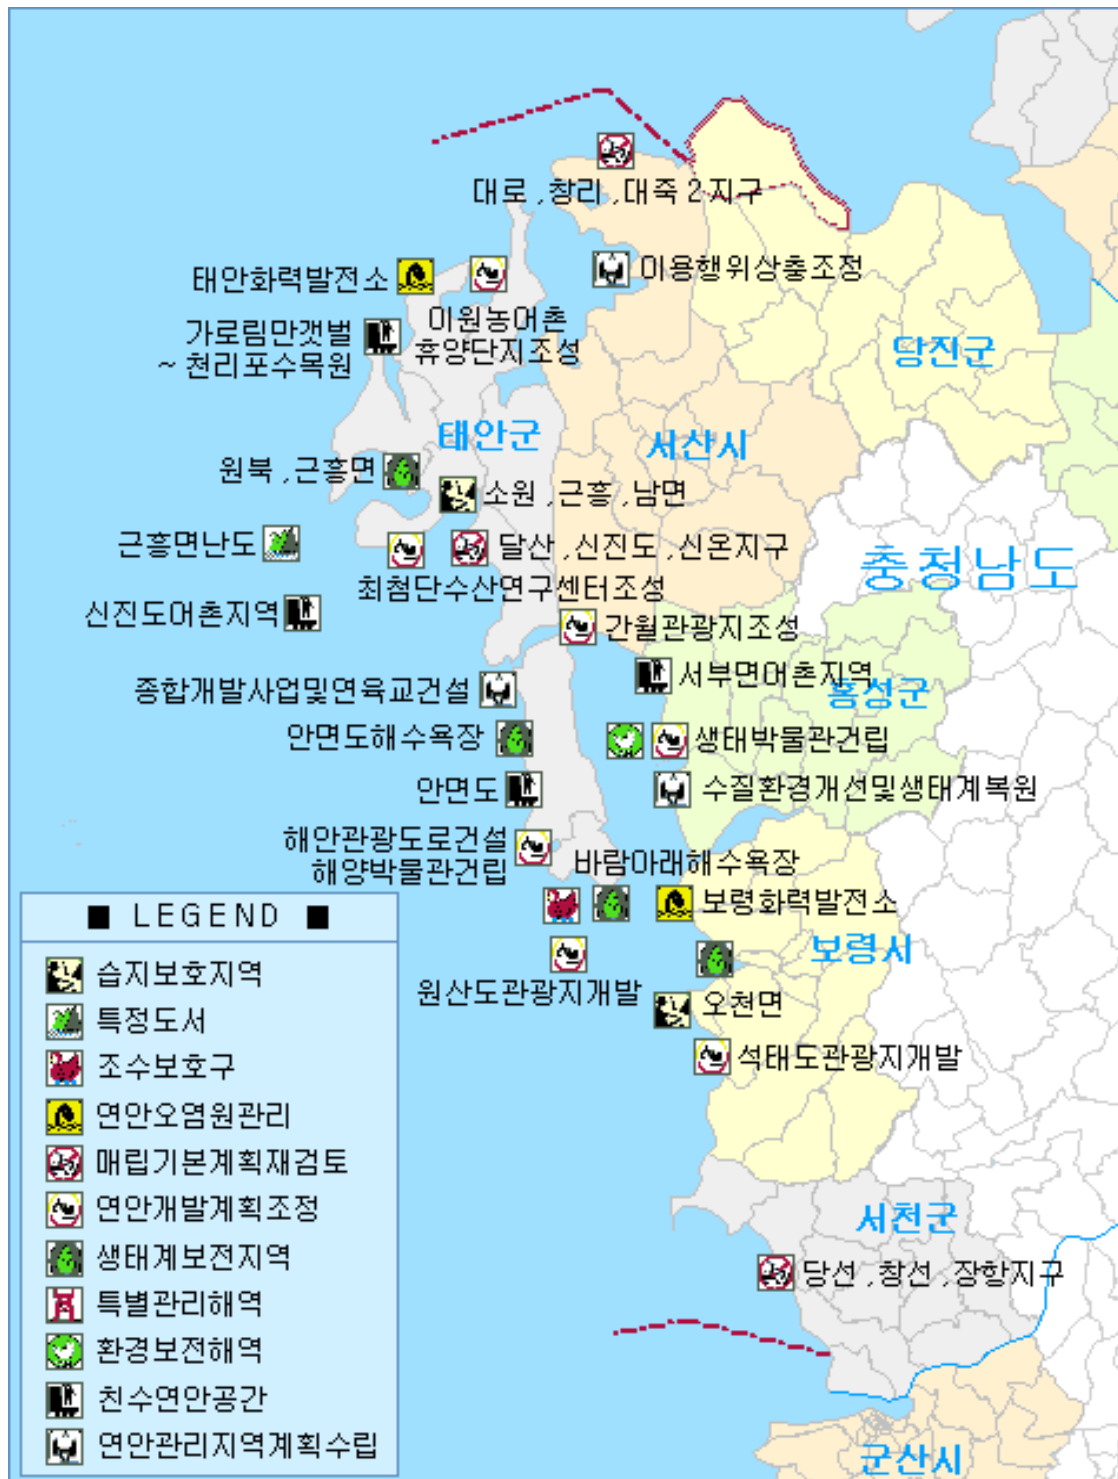 대로 ,창리 ,대죽 2 지구
태안화력발전소
이용행위상충조정
가로림만갯벌
~ 천리포수목원
이원농어촌
휴양단지조성
당진군
태안군
서산시
원북 ,근흥면
소원 ,근흥 ,남면
근흥면난도
달산 ,신진도 ,신온지구
충청남도
최첨단수산연구센터조성
신진도어촌지역
간월관광지조성
서부면어촌지역
홍성군
종합개발사업및연육교건설
안면도해수욕장
생태박물관건립
안면도
수질환경개선및생태계복원
해안관광도로건설
해양박물관건립
바람아래해수욕장
보령화력발전소
보령시
원산도관광지개발
오천면
석태도관광지개발
서천군
당선 ,창선 ,장항지구
군산시
■ LEGEND ■
습지보호지역
특정도서
조수보호구
연안오염원관리
매립기본계획재검토
연안개발계획조정
생태계보전지역
특별관리해역
환경보전해역
친수연안공간
연안관리지역계획수립